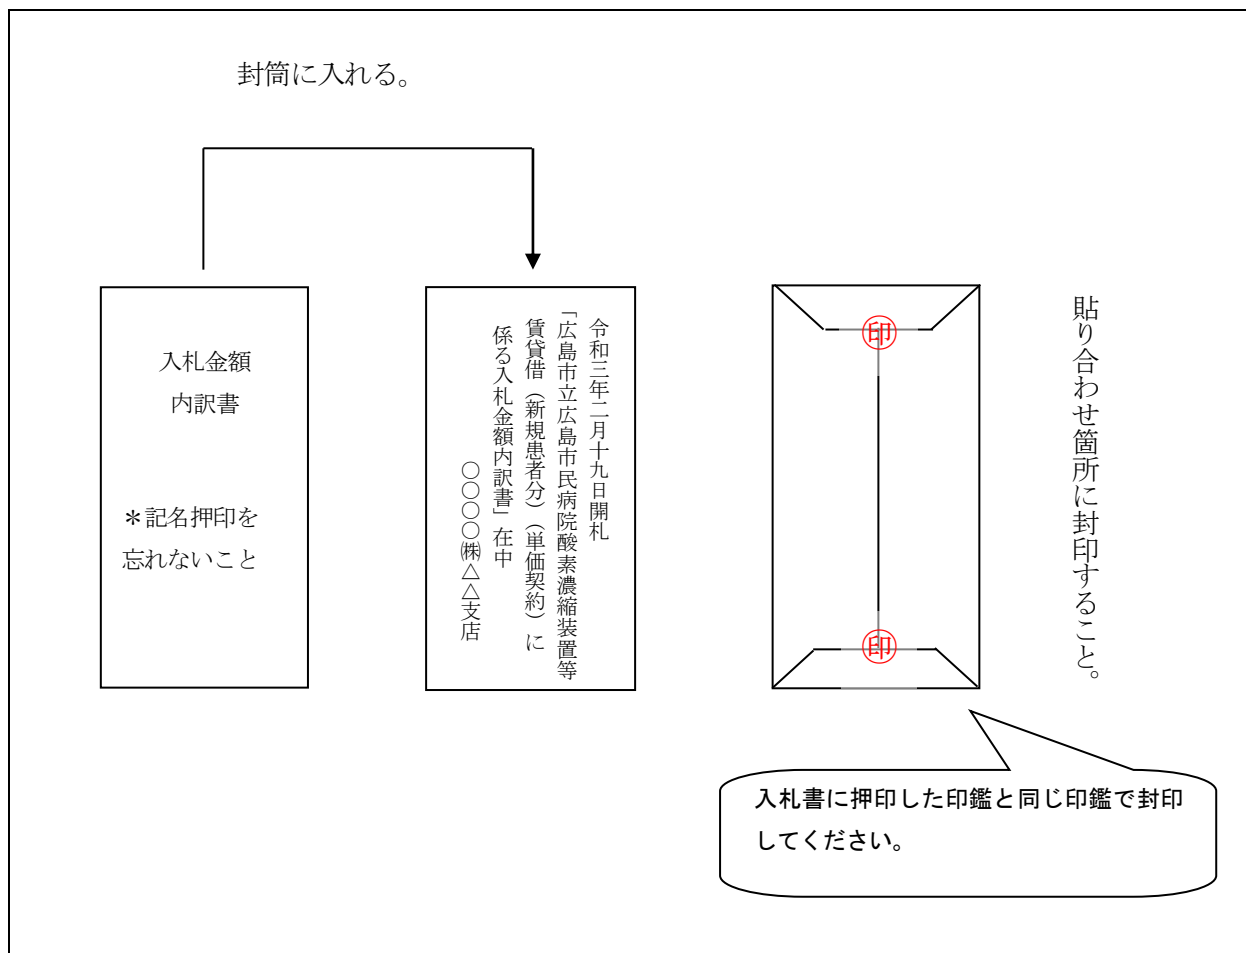 封筒に入れる。
入札金額
内訳書
＊記名押印を
忘れないこと
令和三年二月十九日開札
「広島市立広島市民病院酸素濃縮装置等
賃貸借（新規患者分）（単価契約）に
係る入札金額内訳書」在中
○○○○㈱△△支店
印
印
貼り合わせ箇所に封印すること。
入札書に押印した印鑑と同じ印鑑で封印
してください。